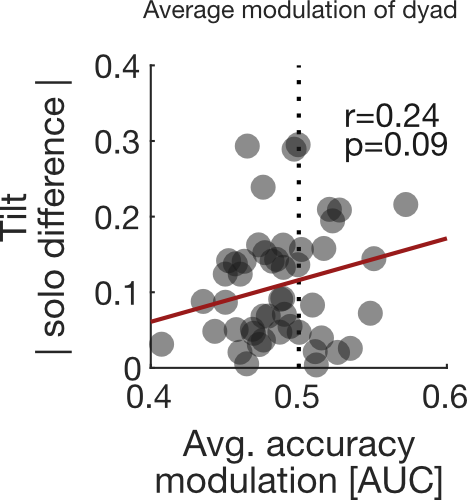 Average modulation of dyad
Tilt
| solo difference |
0.4
0.3
0.2
0.1
0
r=0.24
p=0.09
0.4 0.5 0.6
Avg. accuracy
modulation [AUC]